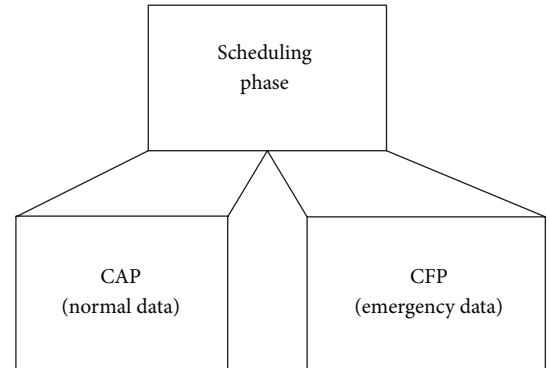 Scheduling
phase
CAP
(normal data)
CFP
(emergency data)